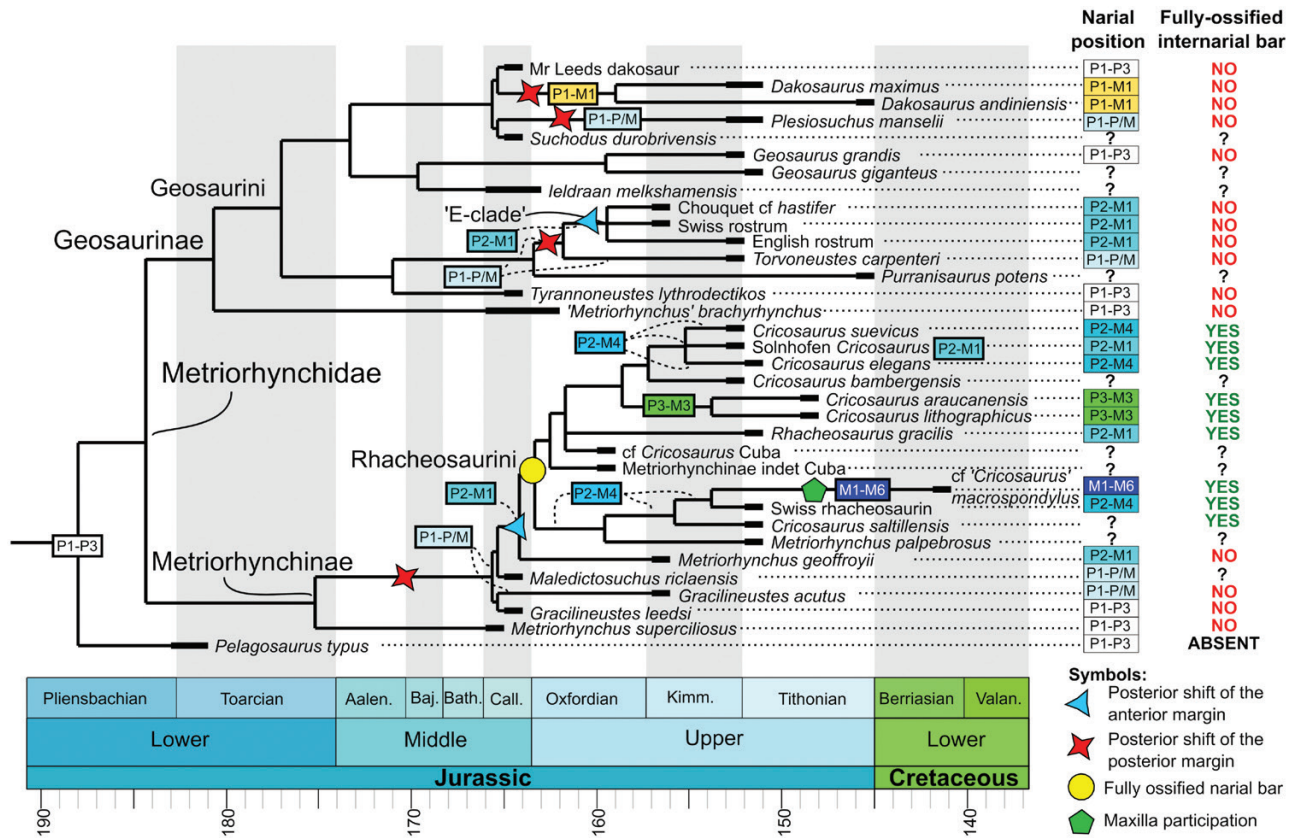 Narial position
Fully-ossified internarial bar
Mr Leeds dakosaur P1-P3 NO
P1-M1 Dakosaurus maximus P1-M1 NO
Dakosaurus andiniensis P1-M1 NO
P1-P/M Plesiosuchus manselii P1-P/M NO
Suchodus durobrivensis ? ?
Geosaurus grandis P1-P3 NO
Geosaurini
Geosaurus giganteus ? ?
Ieldraan melkshamensis ? ?
'E-clade' Chouquet cf hastifer P2-M1 NO
Swiss rostrum P2-M1 NO
Geosaurinae
P2-M1 English rostrum P2-M1 NO
Torvoneustes carpenteri P1-P/M NO
P1-P/M Purranisaurus potens ? ?
Tyrannoneustes lythrodectikos P1-P3 NO
'Metriorhynchus' brachyrhynchus P1-P3 NO
Cricosaurus suevicus P2-M4 YES
P2-M4 Solnhofen Cricosaurus P2-M1 P2-M1 YES
Cricosaurus elegans P2-M4 YES
Metriorhynchidae
Cricosaurus bambergensis ? ?
Cricosaurus araucanensis P3-M3 YES
P3-M3 Cricosaurus lithographicus P3-M3 YES
Rhacheosaurus gracilis P2-M1 YES
cf Cricosaurus Cuba ? ?
Rhacheosaurini
Metriorhynchinae indet Cuba ? ?
P2-M1 P2-M4 M1-M6 cf 'Cricosaurus' macrospondylus M1-M6 YES
Swiss rhacheosaurin P2-M4 YES
Cricosaurus saltillensis ? YES
P1-P/M Metriorhynchus palpebrosus ? ?
P1-P3
Metriorhynchus geoffroyii P2-M1 NO
Metriorhynchinae
Maledictosuchus riclaensis P1-P/M ?
Gracilineustes acutus P1-P/M NO
Gracilineustes leedsi P1-P3 NO
Metriorhynchus superciliosus P1-P3 NO
Pelagosaurus typus P1-P3 ABSENT
Pliensbachian Toarcian Aalen. Baj. Bath. Call. Oxfordian Kimm. Tithonian Berriasian Valan.
Lower Middle Upper Lower
Jurassic Cretaceous
190 180 170 160 150 140
Symbols:
Posterior shift of the
anterior margin
Posterior shift of the
posterior margin
Fully ossified narial bar
Maxilla participation